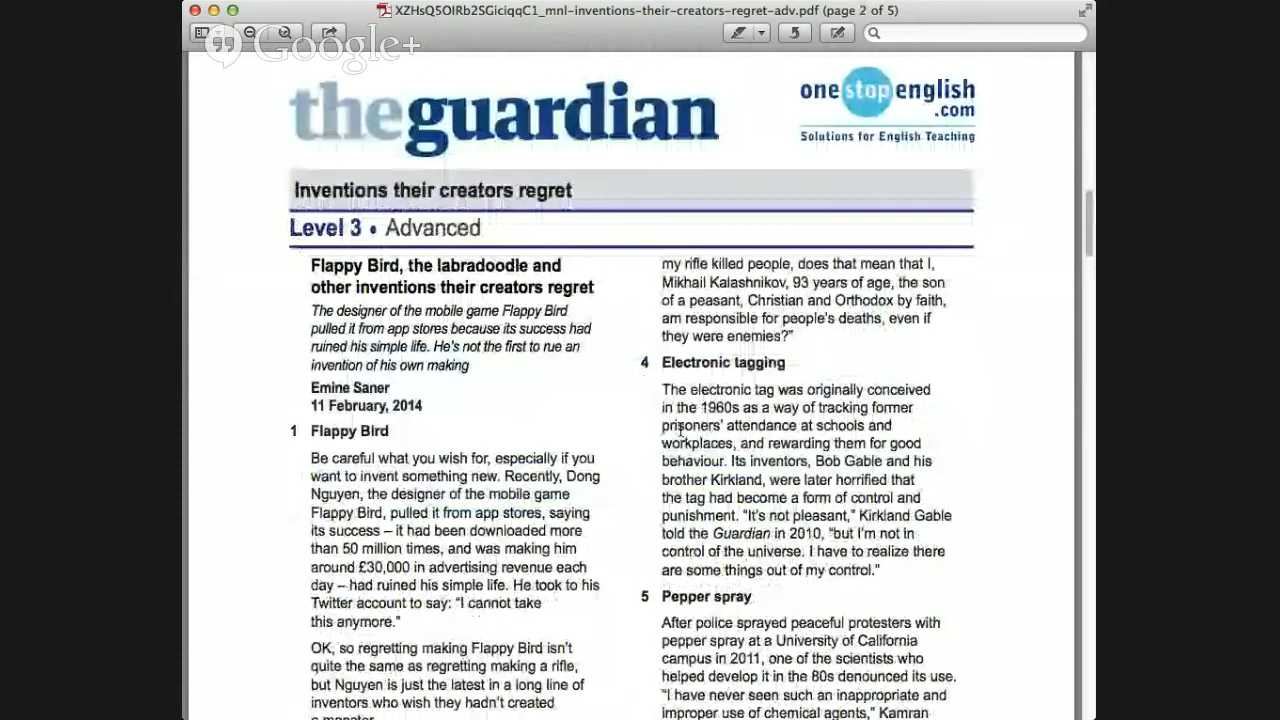 XZHsQ5OlRb2SGiciqqC1_mnl-inventions-their-creators-regret-adv.pdf (page 2 of 5)
Google+
theguardian
onestopenglish
.com
Solutions for English Teaching
Inventions their creators regret
Level 3 • Advanced
Flappy Bird, the labradoodle and
other inventions their creators regret
The designer of the mobile game Flappy Bird
pulled it from app stores because its success had
ruined his simple life. He's not the first to rue an
invention of his own making
Emine Saner
11 February, 2014
1 Flappy Bird
Be careful what you wish for, especially if you
want to invent something new. Recently, Dong
Nguyen, the designer of the mobile game
Flappy Bird, pulled it from app stores, saying
its success – it had been downloaded more
than 50 million times, and was making him
around £30,000 in advertising revenue each
day – had ruined his simple life. He took to his
Twitter account to say: “I cannot take
this anymore.”
OK, so regretting making Flappy Bird isn’t
quite the same as regretting making a rifle,
but Nguyen is just the latest in a long line of
inventors who wish they hadn’t created
a monster.
my rifle killed people, does that mean that I,
Mikhail Kalashnikov, 93 years of age, the son
of a peasant, Christian and Orthodox by faith,
am responsible for people’s deaths, even if
they were enemies?”
4 Electronic tagging
The electronic tag was originally conceived
in the 1960s as a way of tracking former
prisoners’ attendance at schools and
workplaces, and rewarding them for good
behaviour. Its inventors, Bob Gable and his
brother Kirkland, were later horrified that
the tag had become a form of control and
punishment. “It’s not pleasant,” Kirkland Gable
told the Guardian in 2010, “but I’m not in
control of the universe. I have to realize there
are some things out of my control.”
5 Pepper spray
After police sprayed peaceful protesters with
pepper spray at a University of California
campus in 2011, one of the scientists who
helped develop it in the 80s denounced its use.
“I have never seen such an inappropriate and
improper use of chemical agents,” Kamran